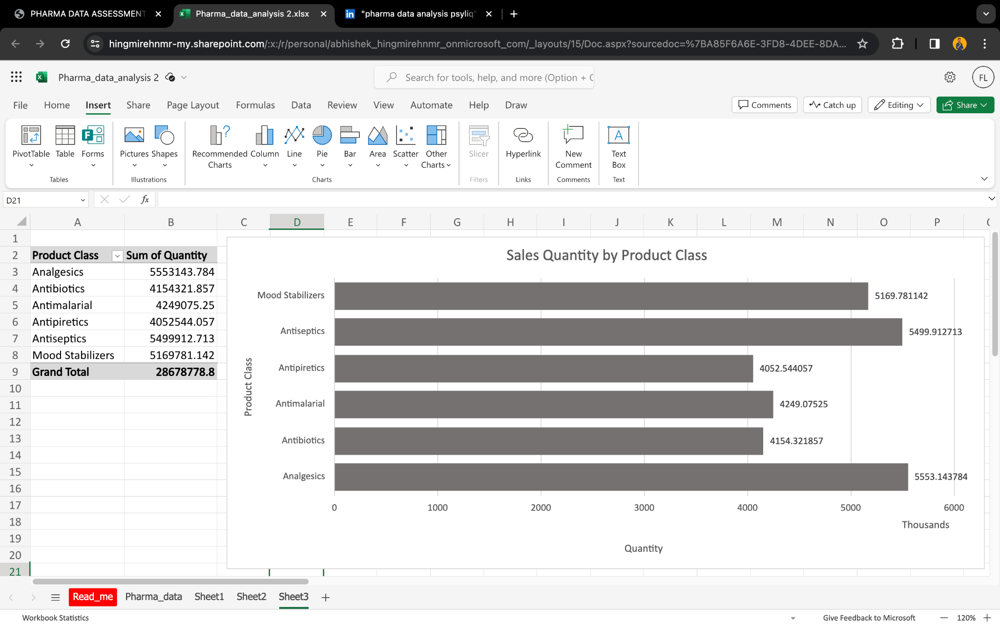 PHARMA DATA ASSESSMENT
Pharma_data_analysis 2.xlsx
"pharma data analysis psyliq"
hingmirehnmr-my.sharepoint.com/:x:/r/personal/abhishek_hingmirehnmr_onmicrosoft_com/_layouts/15/Doc.aspx?sourcedoc=%7BA85F6A6E-3FD8-4DEE-8DA...
Pharma_data_analysis 2
Search for tools, help, and more (Option +
FL
File Home Insert Share Page Layout Formulas Data Review View Automate Help Draw
Comments Catch up Editing Share
PivotTable Table Forms Pictures Shapes Recommended Charts Column Line Pie Bar Area Scatter Other Charts Slicer Hyperlink New Comment Text Box
Tables Illustrations Charts Filters Links Comments Text
D21
fx
A B C D E F G H I J K L M N O P
1
2 Product Class Sum of Quantity
3 Analgesics 5553143.784
4 Antibiotics 4154321.857
5 Antimalarial 4249075.25
6 Antipiretics 4052544.057
7 Antiseptics 5499912.713
8 Mood Stabilizers 5169781.142
9 Grand Total 28678778.8
10
11
12
13
14
15
16
17
18
19
20
21
Sales Quantity by Product Class
Product Class
Mood Stabilizers 5169.781142
Antiseptics 5499.912713
Antipiretics 4052.544057
Antimalarial 4249.07525
Antibiotics 4154.321857
Analgesics 5553.143784
0 1000 2000 3000 4000 5000 6000
Thousands
Quantity
Read_me Pharma_data Sheet1 Sheet2 Sheet3
Workbook Statistics
Give Feedback to Microsoft
120%